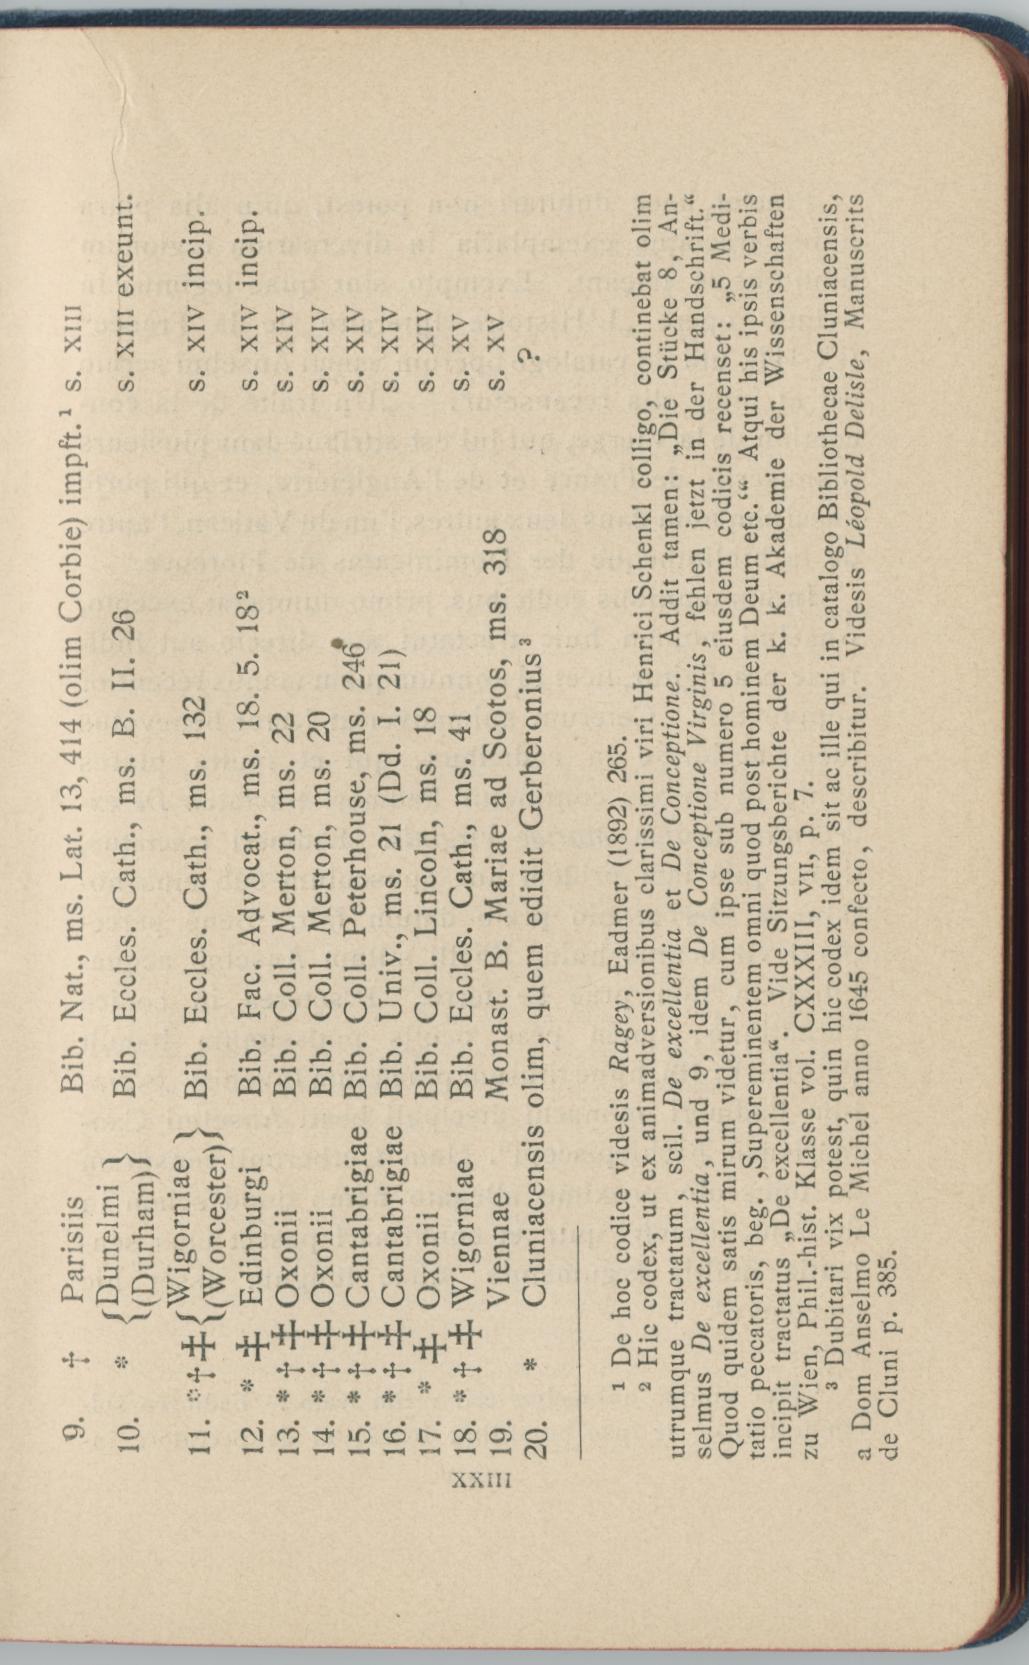 9. † Parisiis Bib. Nat., ms. Lat. 13, 414 (olim Corbie) impft. ¹ s. XIII
10. * {Dunelmi (Durham)} Bib. Eccles. Cath., ms. B. II. 26 s. XIII exeunt.
11. * † ‡ {Wigorniae (Worcester)} Bib. Eccles. Cath., ms. 132 s. XIV incip.
12. * ‡ Edinburgi Bib. Fac. Advocat., ms. 18. 5. 18 ² s. XIV incip.
13. * † ‡ Oxonii Bib. Coll. Merton, ms. 22 s. XIV
14. * † ‡ Oxonii Bib. Coll. Merton, ms. 20 s. XIV
15. * † ‡ Cantabrigiae Bib. Coll. Peterhouse, ms. 246 s. XIV
16. * † ‡ Cantabrigiae Bib. Univ., ms. 21 (Dd. I. 21) s. XIV
17. * ‡ Oxonii Bib. Coll. Lincoln, ms. 18 s. XIV
18. * † ‡ Wigorniae Bib. Eccles. Cath., ms. 41 s. XV
19. Viennae Monast. B. Mariae ad Scotos, ms. 318 s. XV
20. * Cluniacensis olim, quem edidit Gerberonius ³ ?
¹ De hoc codice videsis Ragey, Eadmer (1892) 265.
² Hic codex, ut ex animadversionibus clarissimi viri Henrici Schenkl colligo, continebat olim
utrumque tractatum, scil. De excellentia et De Conceptione. Addit tamen: „Die Stücke 8, An-
selmus De excellentia, und 9, idem De Conceptione Virginis, fehlen jetzt in der Handschrift.“
Quod quidem satis mirum videtur, cum ipse sub numero 5 eiusdem codicis recenset: „5 Medi-
tatio peccatoris, beg. ‚Supereminentem omni quod post hominem Deum etc.‘“ Atqui his ipsis verbis
incipit tractatus „De excellentia“. Vide Sitzungsberichte der k. k. Akademie der Wissenschaften
zu Wien, Phil.-hist. Klasse vol. CXXXIII, VII, p. 7.
³ Dubitari vix potest, quin hic codex idem sit ac ille qui in catalogo Bibliothecae Cluniacensis,
a Dom Anselmo Le Michel anno 1645 confecto, describitur. Videsis Léopold Delisle, Manuscrits
de Cluni p. 385.
XXIII